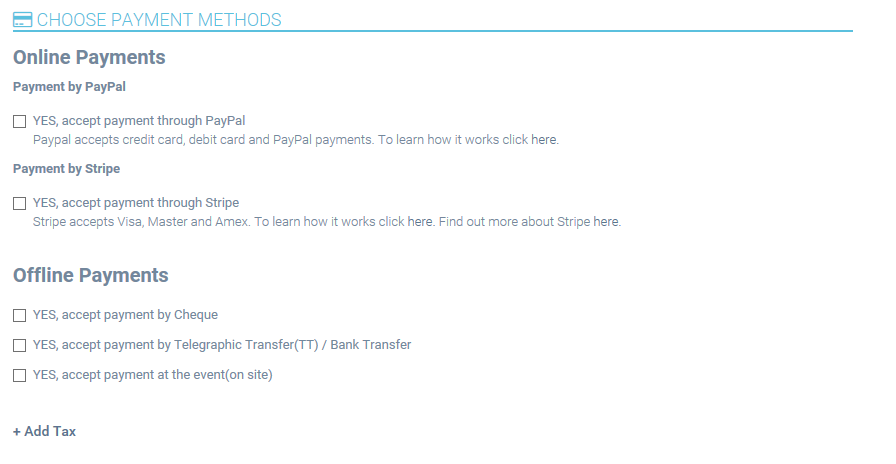 CHOOSE PAYMENT METHODS
Online Payments
Payment by PayPal
YES, accept payment through PayPal
Paypal accepts credit card, debit card and PayPal payments. To learn how it works click here.
Payment by Stripe
YES, accept payment through Stripe
Stripe accepts Visa, Master and Amex. To learn how it works click here. Find out more about Stripe here.
Offline Payments
YES, accept payment by Cheque
YES, accept payment by Telegraphic Transfer(TT) / Bank Transfer
YES, accept payment at the event(on site)
+ Add Tax